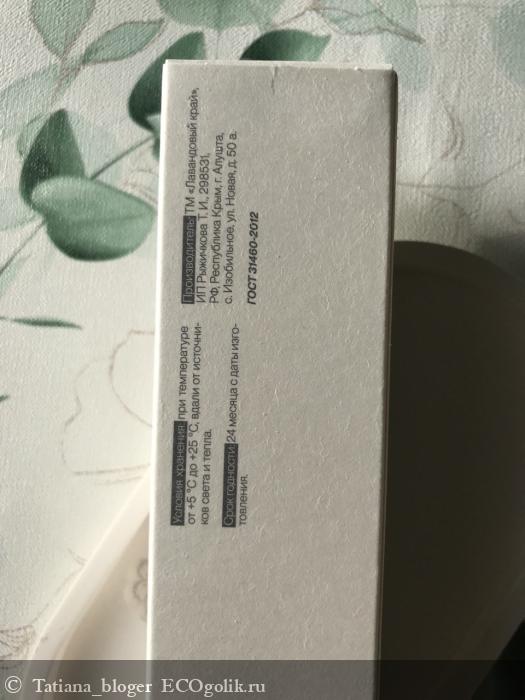 Условия хранения: при температуре
от +5 °C до +25 °C, вдали от источни-
ков света и тепла.
Срок годности: 24 месяца с даты изго-
товления.
Производитель: ТМ «Лавандовый край»,
ИП Рыжичкова Т. И., 298531,
РФ, Республика Крым, г. Алушта,
с. Изобильное, ул. Новая, д. 50 а.
ГОСТ 31460-2012
© Tatiana_bloger ECOgolik.ru